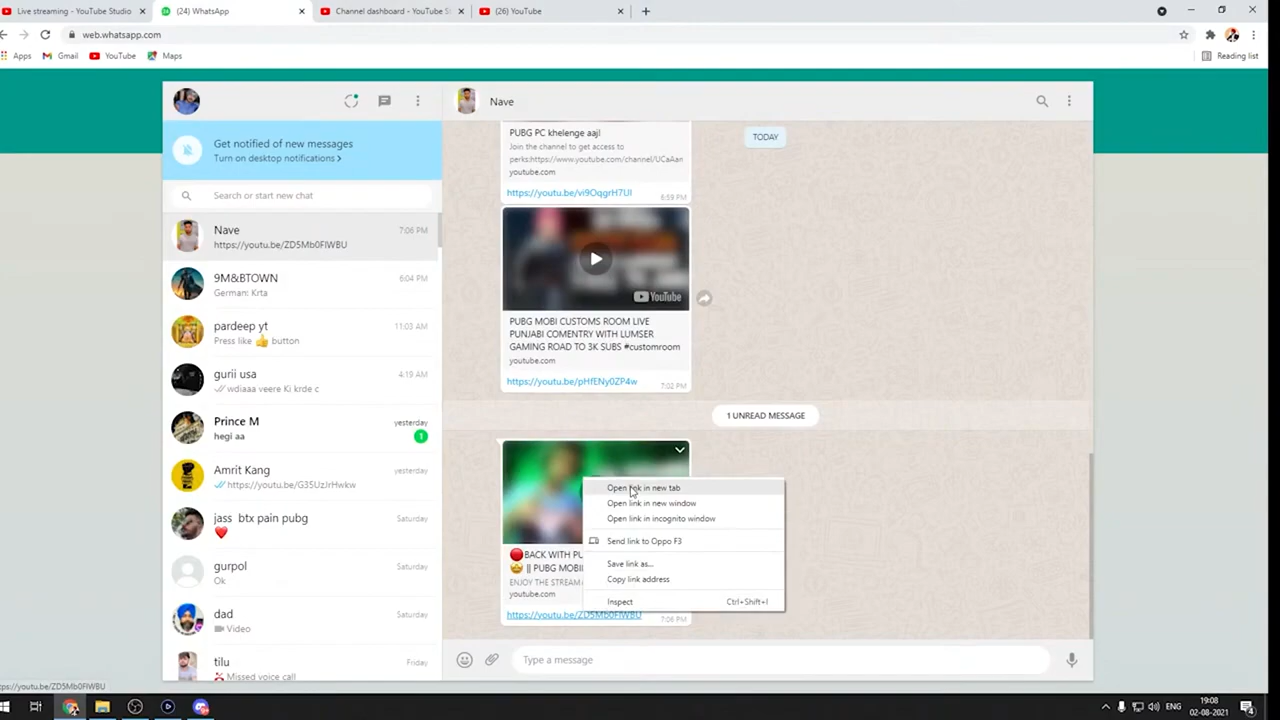 Live streaming - YouTube Studio
(24) WhatsApp
Channel dashboard - YouTube S
(26) YouTube
web.whatsapp.com
Apps
Gmail
YouTube
Maps
Reading list
Get notified of new messages
Turn on desktop notifications >
Search or start new chat
Nave
7:06 PM
https://youtu.be/ZD5Mb0FlWBU
9M&BTOWN
6:04 PM
German: Krta
pardeep yt
11:03 AM
Press like 👍 button
gurii usa
4:19 AM
wdiaaa veere Ki krde c
Prince M
yesterday
hegi aa
1
Amrit Kang
yesterday
https://youtu.be/G35UzJrHwkw
jass btx pain pubg
Saturday
❤️
gurpol
Saturday
Ok
dad
Saturday
Video
tilu
Friday
Missed voice call
Nave
TODAY
PUBG PC khelenge aaj!
Join the channel to get access to
perks:https://www.youtube.com/channel/UCaAan
youtube.com
https://youtu.be/vi9OqgrH7UI
6:59 PM
YouTube
PUBG MOBI CUSTOMS ROOM LIVE
PUNJABI COMENTRY WITH LUMSER
GAMING ROAD TO 3K SUBS #customroom
youtube.com
https://youtu.be/pHfENy0ZP4w
7:02 PM
1 UNREAD MESSAGE
🔴BACK WITH PU
🤩 || PUBG MOBI
ENJOY THE STREAM
youtube.com
https://youtu.be/ZD5Mb0FlWBU
7:06 PM
Open link in new tab
Open link in new window
Open link in incognito window
Send link to Oppo F3
Save link as...
Copy link address
Inspect
Ctrl+Shift+I
Type a message
ps://youtu.be/ZD5Mb0FlWBU
ENG
19:08
02-08-2021
4